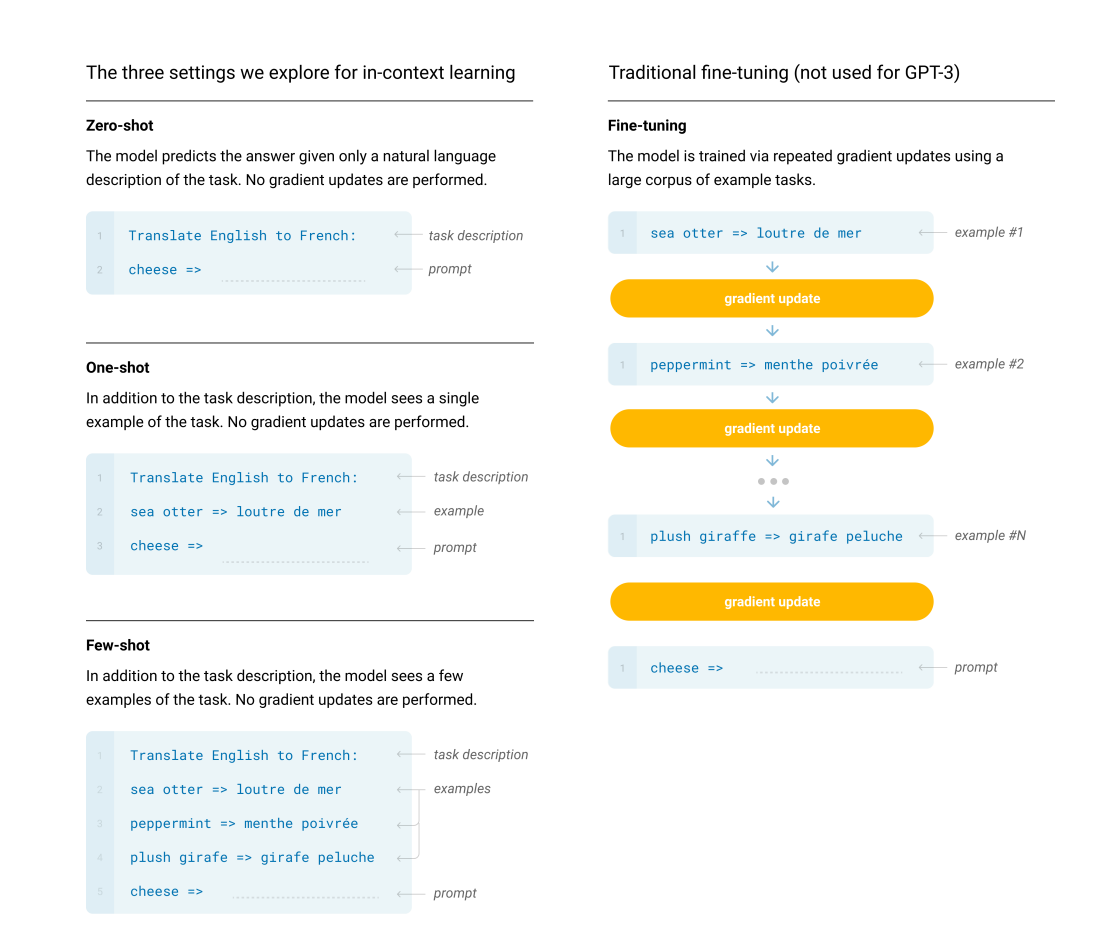 The three settings we explore for in-context learning
Zero-shot
The model predicts the answer given only a natural language
description of the task. No gradient updates are performed.
1 Translate English to French: task description
2 cheese => prompt
One-shot
In addition to the task description, the model sees a single
example of the task. No gradient updates are performed.
1 Translate English to French: task description
2 sea otter => loutre de mer example
3 cheese => prompt
Few-shot
In addition to the task description, the model sees a few
examples of the task. No gradient updates are performed.
1 Translate English to French: task description
2 sea otter => loutre de mer examples
3 peppermint => menthe poivrée
4 plush girafe => girafe peluche
5 cheese => prompt
Traditional fine-tuning (not used for GPT-3)
Fine-tuning
The model is trained via repeated gradient updates using a
large corpus of example tasks.
1 sea otter => loutre de mer example #1
gradient update
1 peppermint => menthe poivrée example #2
gradient update
1 plush giraffe => girafe peluche example #N
gradient update
1 cheese => prompt